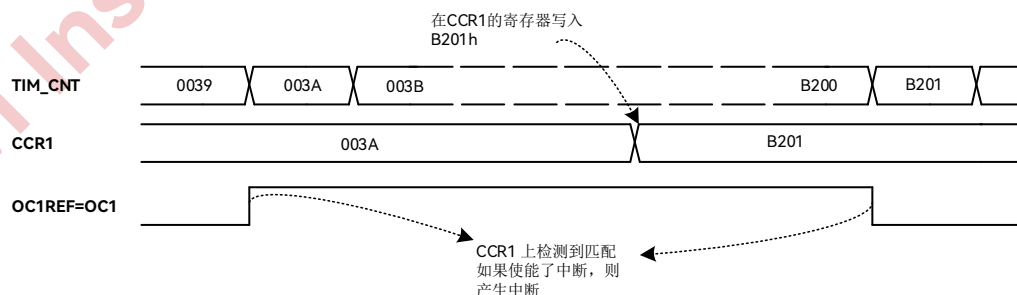 在CCR1的寄存器写入
B201h
TIM_CNT 0039 003A 003B B200 B201
CCR1 003A B201
OC1REF=OC1
CCR1 上检测到匹配
如果使能了中断，则
产生中断